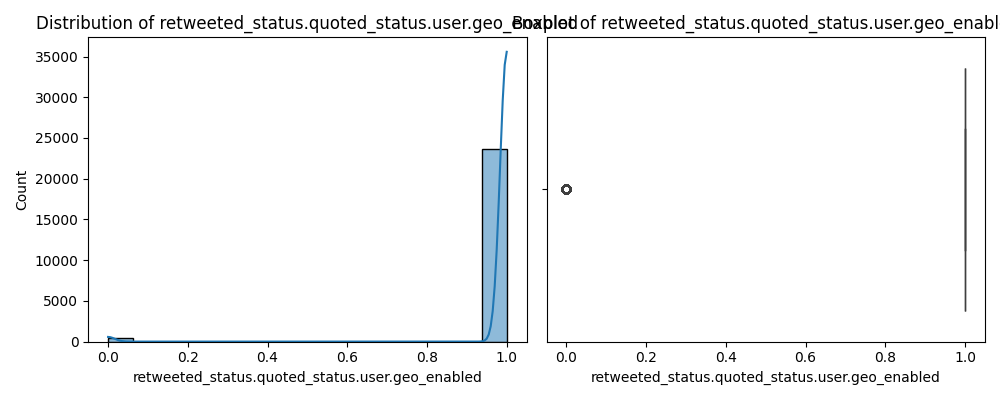 Distribution of retweeted_status.quoted_status.user.geo_enabled
Boxplot of retweeted_status.quoted_status.user.geo_enabl
35000
30000
25000
20000
15000
10000
5000
0
Count
0.0 0.2 0.4 0.6 0.8 1.0
retweeted_status.quoted_status.user.geo_enabled
0.0 0.2 0.4 0.6 0.8 1.0
retweeted_status.quoted_status.user.geo_enabled